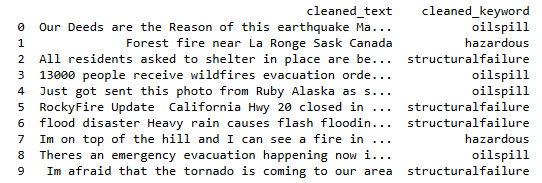 cleaned_text cleaned_keyword
0 Our Deeds are the Reason of this earthquake Ma... oilspill
1 Forest fire near La Ronge Sask Canada hazardous
2 All residents asked to shelter in place are be... structuralfailure
3 13000 people receive wildfires evacuation orde... oilspill
4 Just got sent this photo from Ruby Alaska as s... oilspill
5 RockyFire Update  California Hwy 20 closed in ... structuralfailure
6 flood disaster Heavy rain causes flash floodin... structuralfailure
7 Im on top of the hill and I can see a fire in ... hazardous
8 Theres an emergency evacuation happening now i... oilspill
9 Im afraid that the tornado is coming to our area structuralfailure